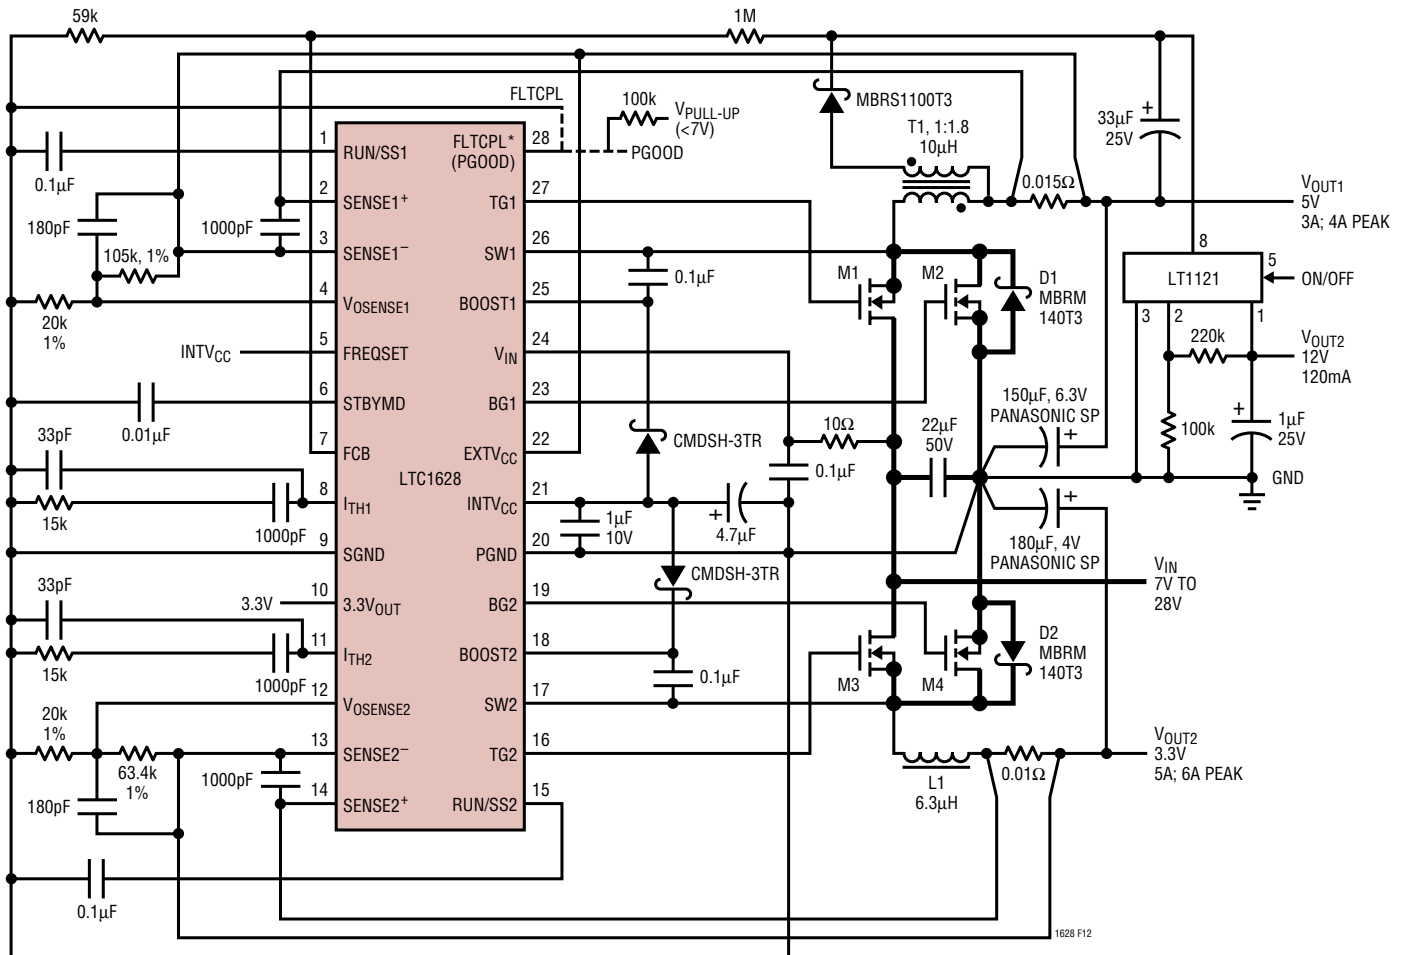 59k
1M
FLTCPL
100k
VPULL-UP
(<7V)
PGOOD
MBRS1100T3
T1, 1:1.8
10µH
33µF
25V
+
0.015Ω
VOUT1
5V
3A; 4A PEAK
0.1µF
1
RUN/SS1
FLTCPL*
(PGOOD)
28
2
SENSE1+
TG1
27
180pF
1000pF
3
SENSE1–
SW1
26
105k, 1%
0.1µF
M1
M2
D1
MBRM
140T3
8
LT1121
5
ON/OFF
3
2
1
20k
1%
4
VOSENSE1
BOOST1
25
INTVCC
5
FREQSET
VIN
24
220k
VOUT2
12V
120mA
6
STBYMD
BG1
23
0.01µF
150µF, 6.3V
PANASONIC SP
+
100k
+
1µF
25V
33pF
7
FCB
EXTVCC
22
CMDSH-3TR
10Ω
0.1µF
22µF
50V
GND
LTC1628
15k
1000pF
8
ITH1
INTVCC
21
1µF
10V
+
4.7µF
+
180µF, 4V
PANASONIC SP
9
SGND
PGND
20
CMDSH-3TR
VIN
7V TO
28V
33pF
3.3V
10
3.3VOUT
BG2
19
15k
1000pF
11
ITH2
BOOST2
18
0.1µF
M3
M4
D2
MBRM
140T3
12
VOSENSE2
SW2
17
20k
1%
63.4k
1%
13
SENSE2–
TG2
16
L1
6.3µH
0.01Ω
VOUT2
3.3V
5A; 6A PEAK
180pF
1000pF
14
SENSE2+
RUN/SS2
15
0.1µF
1628 F12